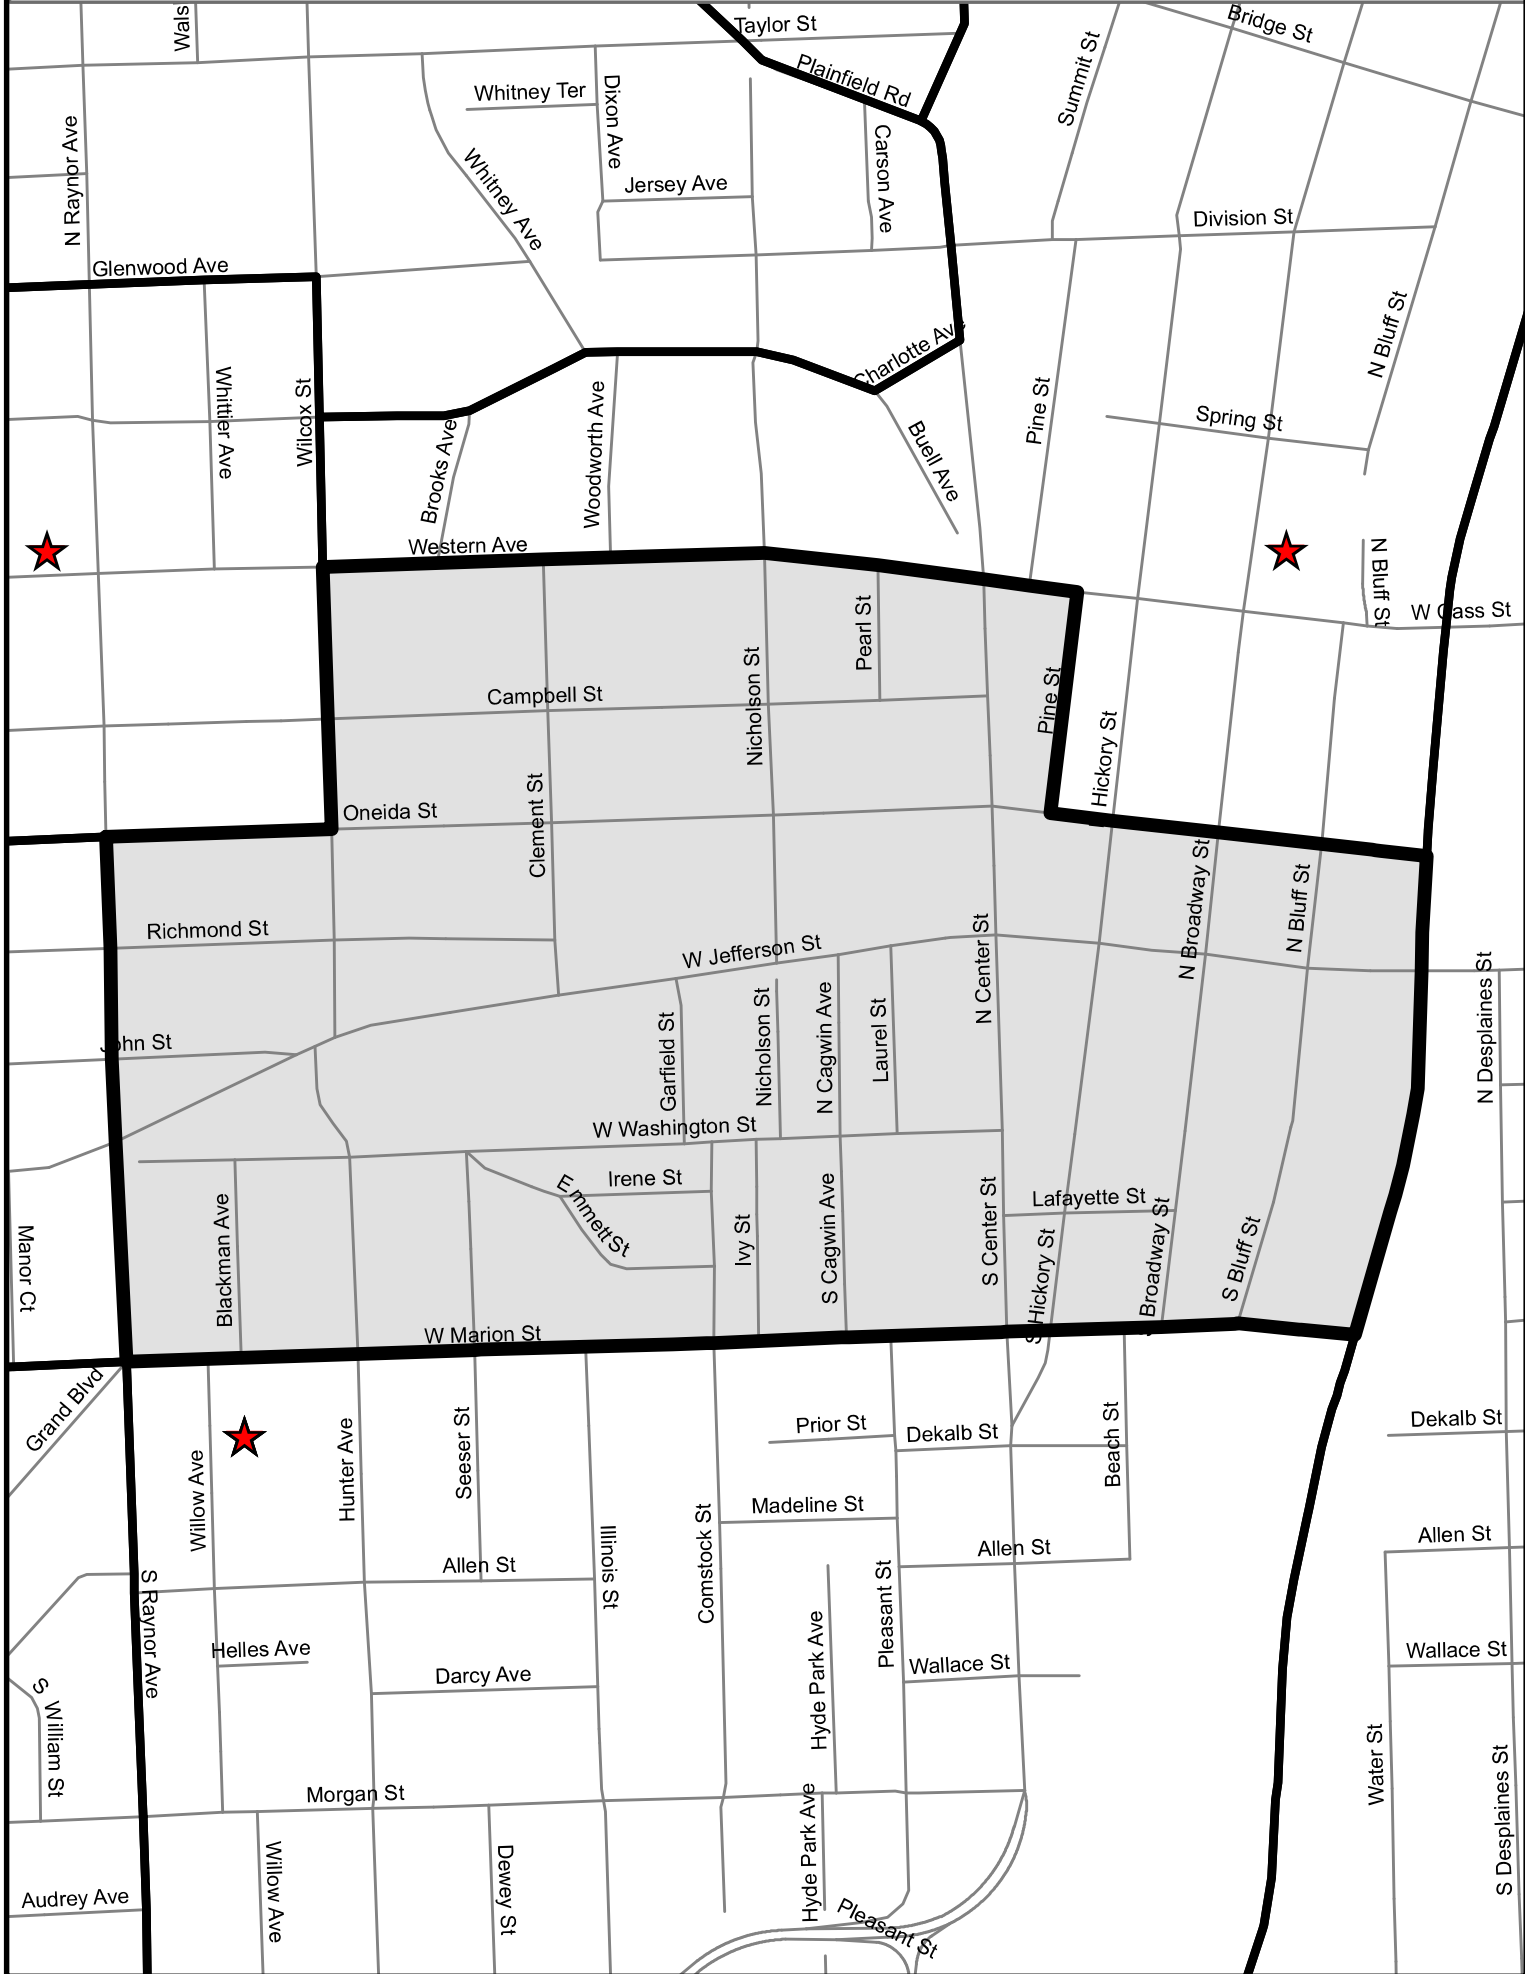 Wals
Taylor St
Bridge St
Summit St
Plainfield Rd
Whitney Ter
Dixon Ave
N Raynor Ave
Carson Ave
Whitney Ave
Jersey Ave
Division St
Glenwood Ave
N Bluff St
Charlotte Ave
Whittier Ave
Wilcox St
Woodworth Ave
Pine St
Spring St
Brooks Ave
Buell Ave
Western Ave
N Bluff St
W Cass St
Pearl St
Nicholson St
Campbell St
Pine St
Hickory St
Clement St
Oneida St
N Broadway St
N Bluff St
Richmond St
W Jefferson St
N Center St
N Desplaines St
John St
Garfield St
Nicholson St
N Cagwin Ave
Laurel St
W Washington St
Irene St
Emmett St
Blackman Ave
Ivy St
S Cagwin Ave
S Center St
Lafayette St
S Hickory St
S Broadway St
S Bluff St
Manor Ct
W Marion St
Grand Blvd
Willow Ave
Hunter Ave
Seeser St
Prior St
Dekalb St
Beach St
Dekalb St
Madeline St
Comstock St
Illinois St
Allen St
Allen St
Allen St
S Raynor Ave
Pleasant St
Helles Ave
Darcy Ave
Hyde Park Ave
Wallace St
Wallace St
S William St
Water St
S Desplaines St
Morgan St
Hyde Park Ave
Willow Ave
Dewey St
Audrey Ave
Pleasant St